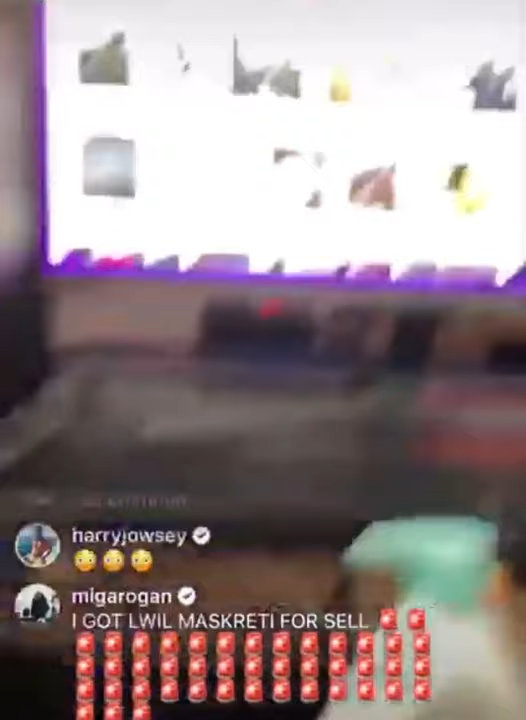 harryjowsey
😳😳😳
migarogan
I GOT LWIL MASKRETI FOR SELL 🚨🚨
🚨🚨🚨🚨🚨🚨🚨🚨🚨🚨🚨🚨🚨
🚨🚨🚨🚨🚨🚨🚨🚨🚨🚨🚨🚨🚨
🚨🚨🚨🚨🚨🚨🚨🚨🚨🚨🚨🚨🚨
🚨🚨🚨